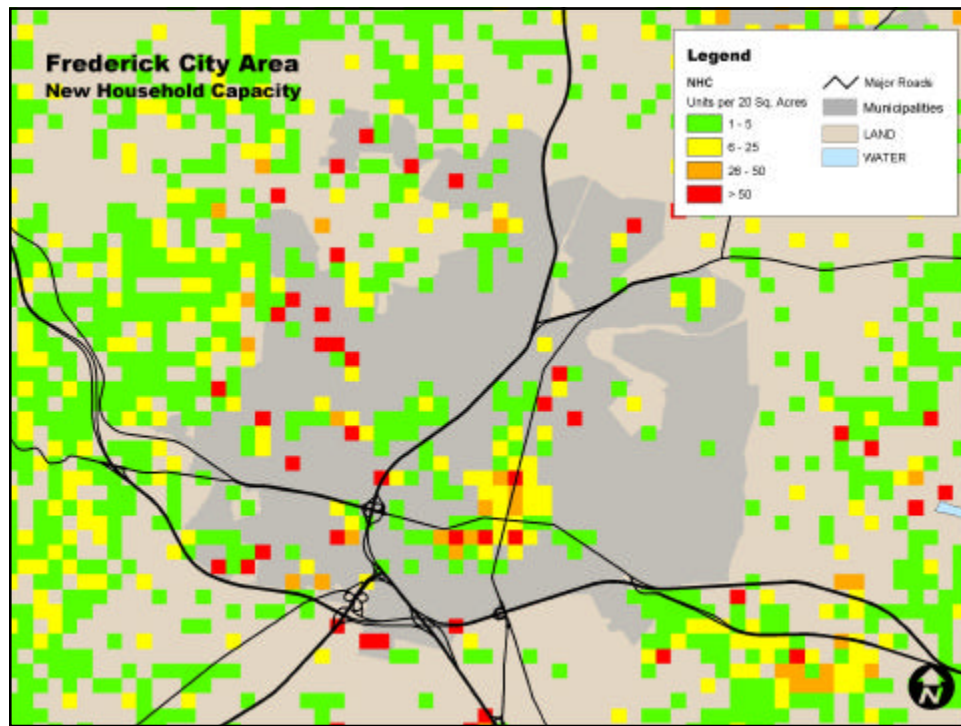 Frederick City Area
New Household Capacity
Legend
NHC
Units per 20 Sq. Acres
1 - 5
6 - 25
26 - 50
> 50
Major Roads
Municipalities
LAND
WATER
N